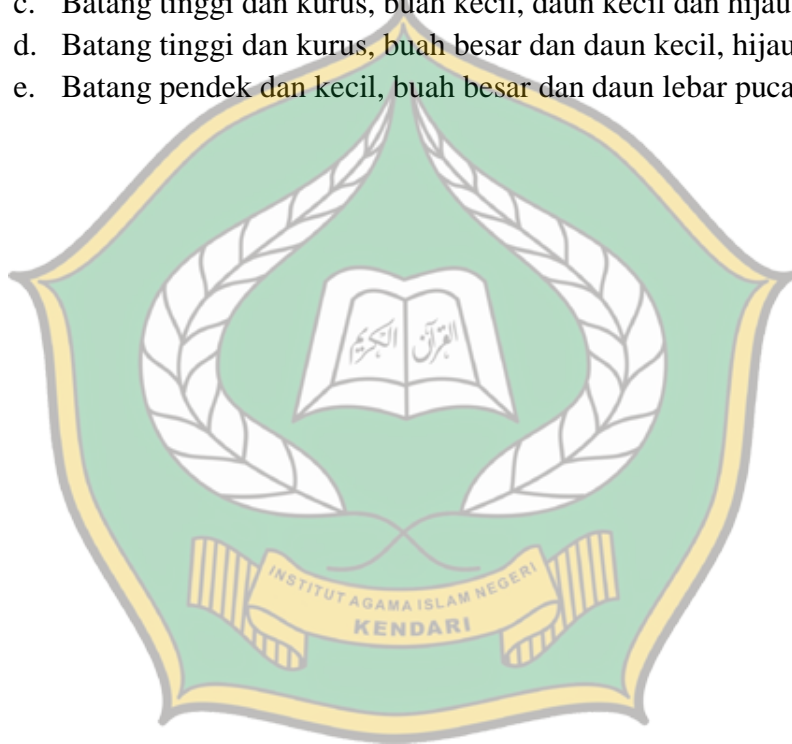 c. Batang tinggi dan kurus, buah kecil, daun kecil dan hijau
d. Batang tinggi dan kurus, buah besar dan daun kecil, hijau
e. Batang pendek dan kecil, buah besar dan daun lebar puca
القرآن الكريم
INSTITUT AGAMA ISLAM NEGERI
KENDARI